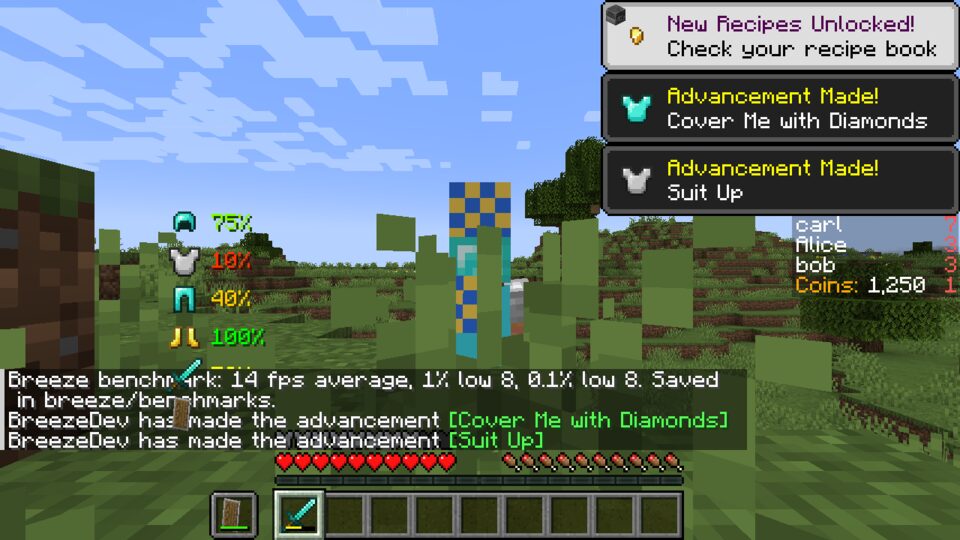 New Recipes Unlocked!
Check your recipe book
Advancement Made!
Cover Me with Diamonds
Advancement Made!
Suit Up
carl 7
Alice
bob 3
Coins: 1,250 1
75%
10%
40%
100%
Breeze benchmark: 14 fps average, 1% low 8, 0.1% low 8. Saved
in breeze/benchmarks.
BreezeDev has made the advancement [Cover Me with Diamonds]
BreezeDev has made the advancement [Suit Up]